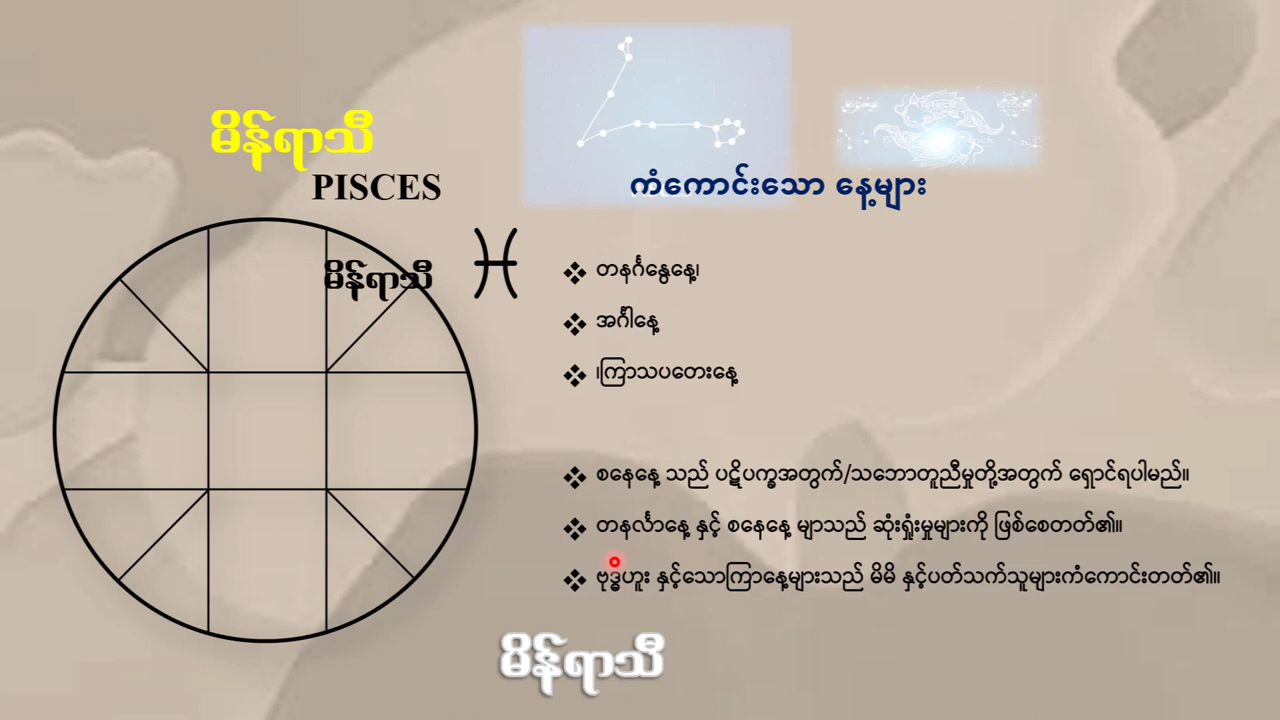 မိန်ရာသီ
PISCES
ကံကောင်းသော နေ့များ
မိန်ရာသီ
တနင်္ဂနွေနေ့၊
အင်္ဂါနေ့
၊ကြာသပတေးနေ့
စနေနေ့ သည် ပဋိပက္ခအတွက်/သဘောတူညီမှုတို့အတွက် ရှောင်ရပါမည်။
တနင်္လာနေ့ နှင့် စနေနေ့ များသည် ဆုံးရှုံးမှုများကို ဖြစ်စေတတ်၏။
ဗုဒ္ဓဟူး နှင့်သောကြာနေ့များသည် မိမိ နှင့်ပတ်သက်သူများကံကောင်းတတ်၏။
မိန်ရာသီ